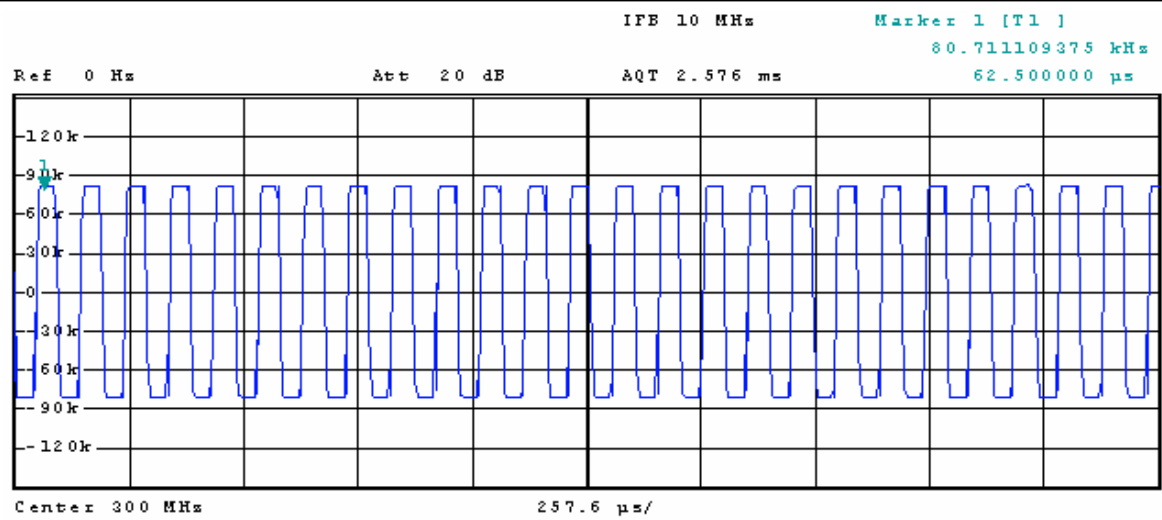 IFB 10 MHz Marker 1 [T1 ]
80.711109375 kHz
Ref 0 Hz Att 20 dB AQT 2.576 ms 62.500000 µs
120k
1
90k
60k
30k
0
-30k
-60k
-90k
-120k
Center 300 MHz 257.6 µs/